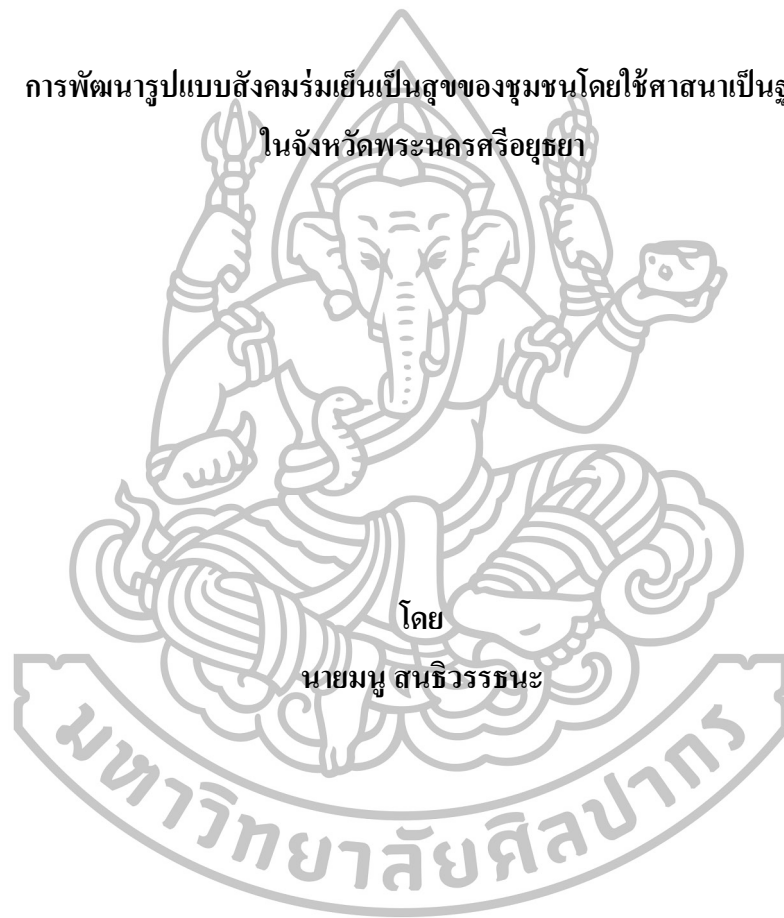 การพัฒนารูปแบบสังคมร่มเย็นเป็นสุขของชุมชนโดยใช้ศาสนาเป็น
ในจังหวัดพระนครศรีอยุธยา
โดย
นายมนู สนธิวรรธนะ
มหาวิทยาลัยศิลปากร